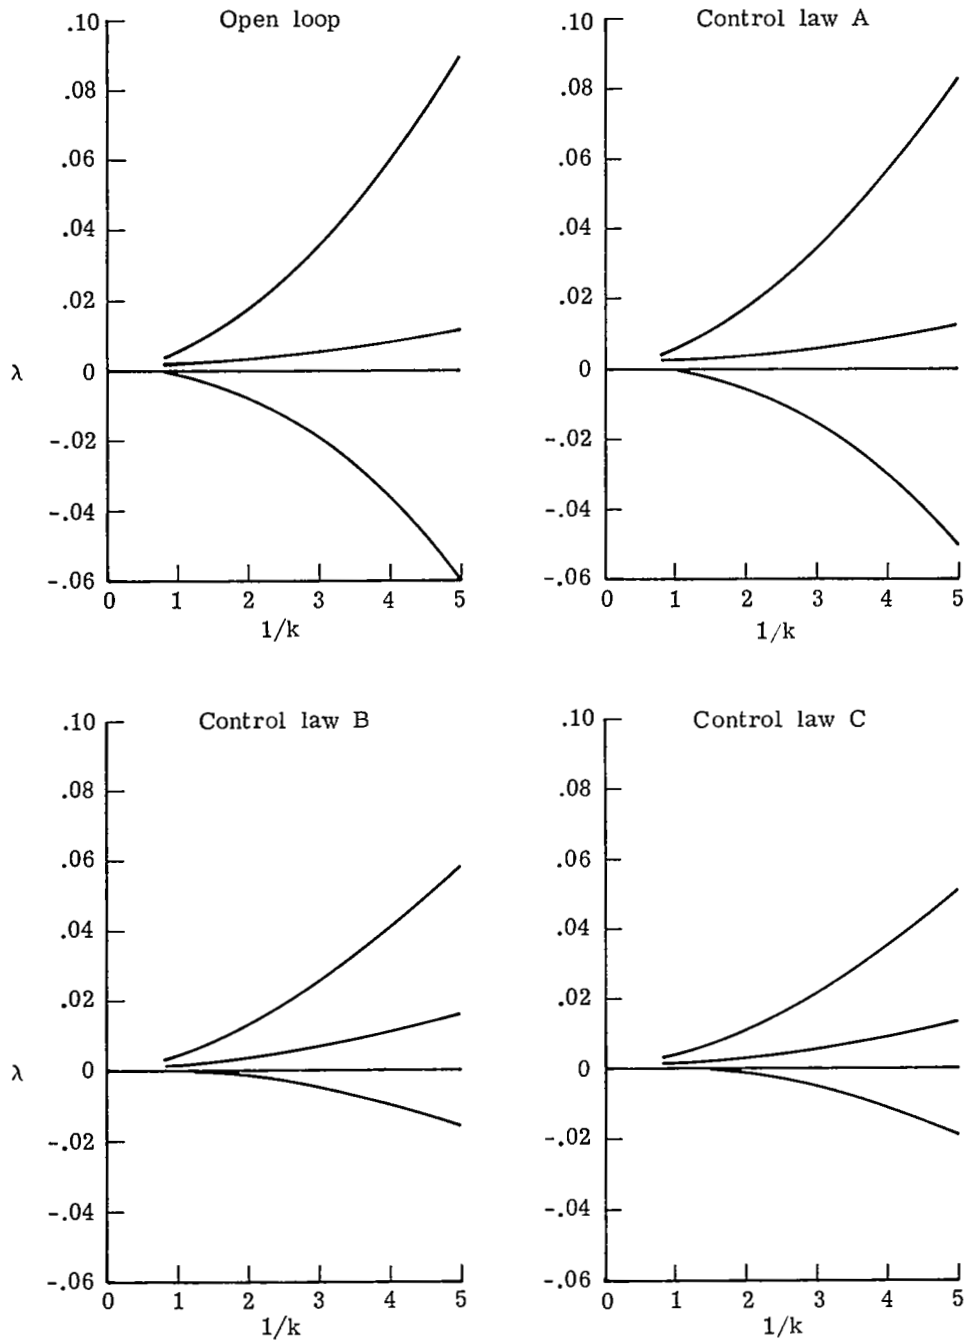 Open loop
.10
.08
.06
.04
.02
0
-.02
-.04
-.06
λ
0 1 2 3 4 5
1/k
Control law A
.10
.08
.06
.04
.02
0
-.02
-.04
-.06
0 1 2 3 4 5
1/k
Control law B
.10
.08
.06
.04
.02
0
-.02
-.04
-.06
λ
0 1 2 3 4 5
1/k
Control law C
.10
.08
.06
.04
.02
0
-.02
-.04
-.06
0 1 2 3 4 5
1/k